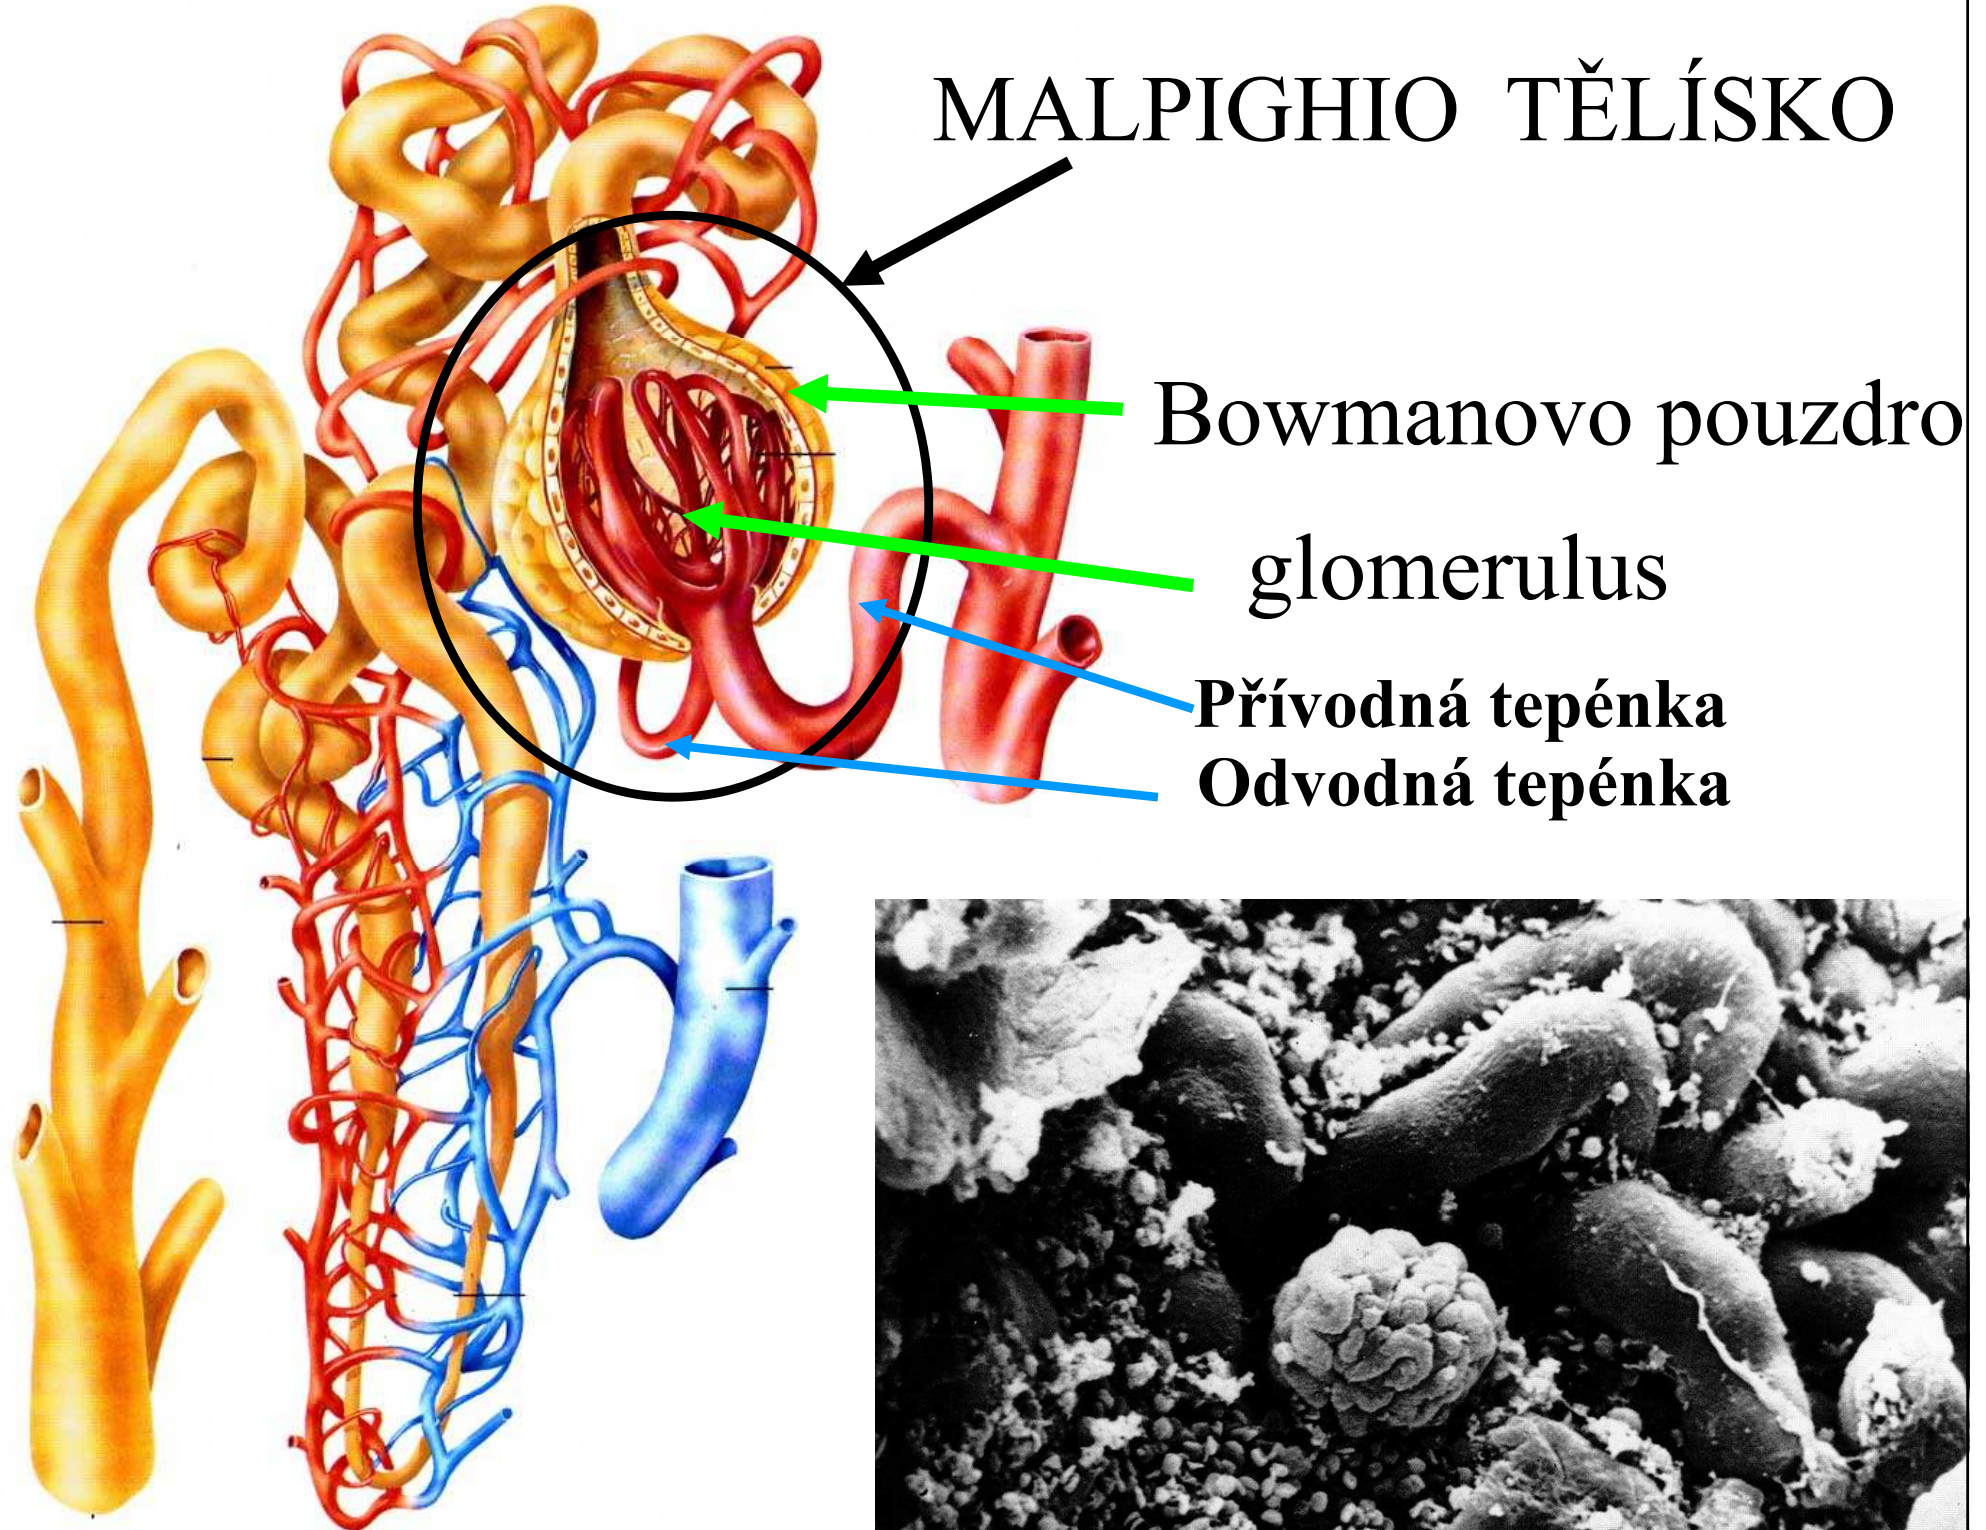 MALPIGHIO TĚLÍSKO
Bowmanovo pouzdro
glomerulus
Přívodná tepénka
Odvodná tepénka